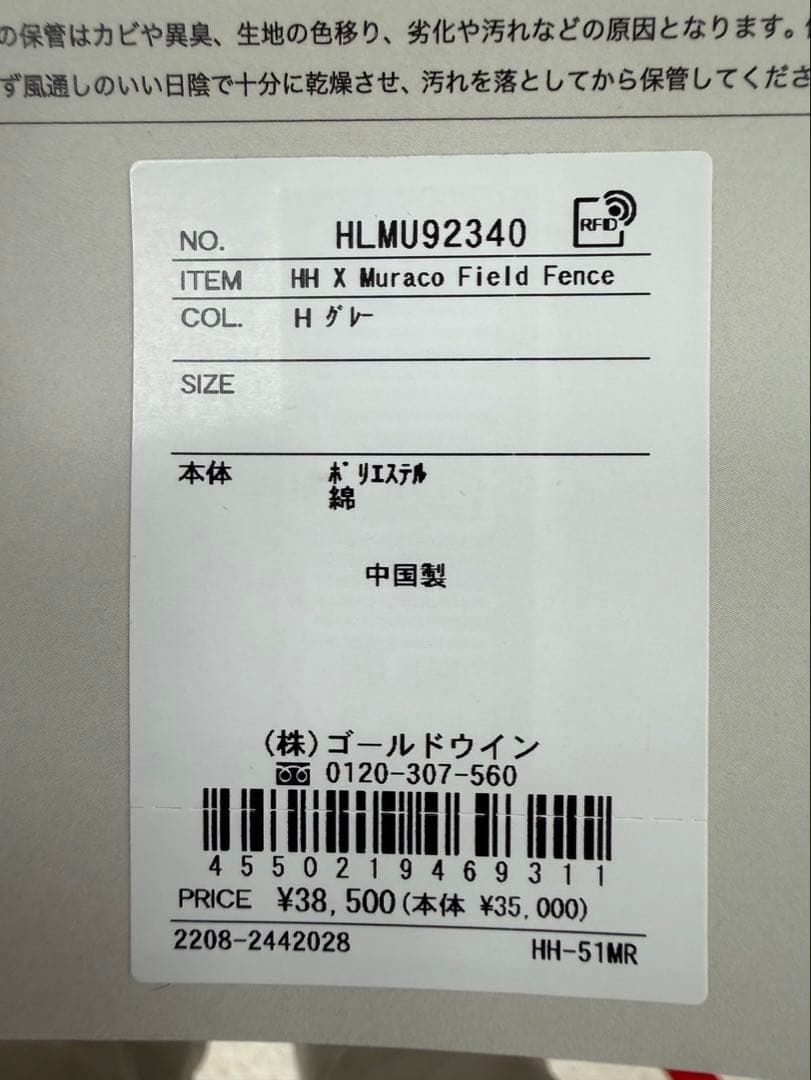 の保管はカビや異臭、生地の色移り、劣化や汚れなどの原因となります。
ず風通しのいい日陰で十分に乾燥させ、汚れを落としてから保管してくださ
NO. HLMU92340 RFID
ITEM HH X Muraco Field Fence
COL. H グレー
SIZE
本体 ポリエステル
綿
中国製
(株)ゴールドウイン
0120-307-560
4550219469311
PRICE ¥38,500(本体 ¥35,000)
2208-2442028 HH-51MR